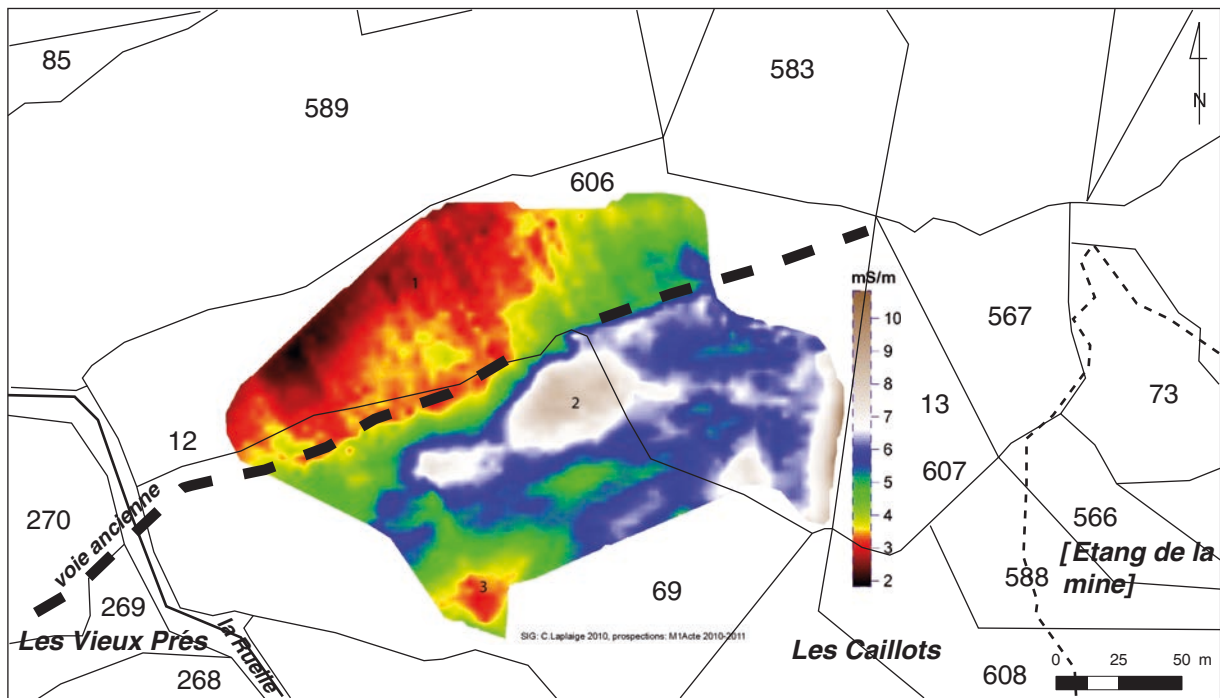 85
589
583
N
606
1
mS/m
10
9
8
7
6
5
4
3
2
567
73
2
13
12
607
270
voie ancienne
566
[Etang de la
mine]
588
269
3
69
Les Vieux Prés
la Ruelle
SIG: C.Laplaige 2010, prospections: M1Acte 2010-2011
Les Caillots
268
608
0 25 50 m